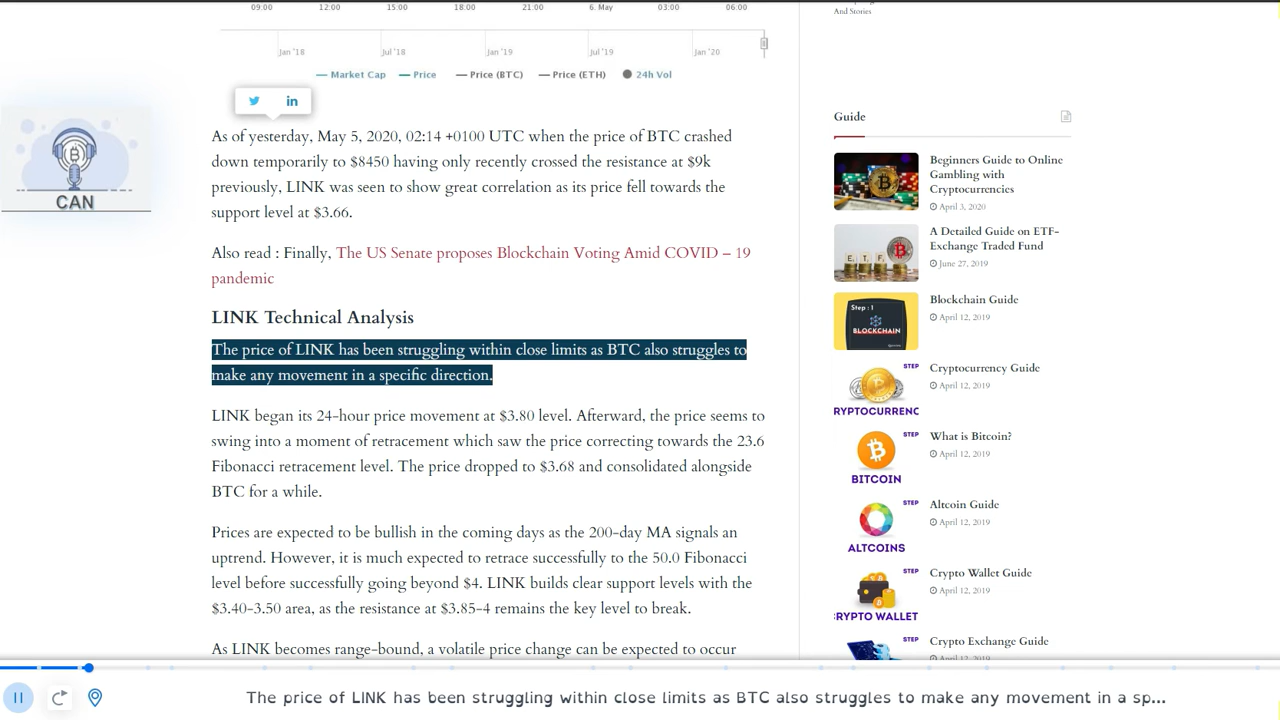 09:00 12:00 15:00 18:00 21:00 6. May 03:00 06:00
Jan '18 Jul '18 Jan '19 Jul '19 Jan '20
Market Cap Price Price (BTC) Price (ETH) 24h Vol
in
CAN
As of yesterday, May 5, 2020, 02:14 +0100 UTC when the price of BTC crashed
down temporarily to $8450 having only recently crossed the resistance at $9k
previously, LINK was seen to show great correlation as its price fell towards the
support level at $3.66.
Also read : Finally, The US Senate proposes Blockchain Voting Amid COVID – 19
pandemic
LINK Technical Analysis
The price of LINK has been struggling within close limits as BTC also struggles to
make any movement in a specific direction.
LINK began its 24-hour price movement at $3.80 level. Afterward, the price seems to
swing into a moment of retracement which saw the price correcting towards the 23.6
Fibonacci retracement level. The price dropped to $3.68 and consolidated alongside
BTC for a while.
Prices are expected to be bullish in the coming days as the 200-day MA signals an
uptrend. However, it is much expected to retrace successfully to the 50.0 Fibonacci
level before successfully going beyond $4. LINK builds clear support levels with the
$3.40-3.50 area, as the resistance at $3.85-4 remains the key level to break.
As LINK becomes range-bound, a volatile price change can be expected to occur
And Stories
Guide
Beginners Guide to Online
Gambling with
Cryptocurrencies
April 3, 2020
ETF
A Detailed Guide on ETF-
Exchange Traded Fund
June 27, 2019
Step : 1
BLOCKCHAIN
Blockchain Guide
April 12, 2019
STEP
RYPTOCURRENC
Cryptocurrency Guide
April 12, 2019
STEP
BITCOIN
What is Bitcoin?
April 12, 2019
STEP
ALTCOINS
Altcoin Guide
April 12, 2019
STEP
RYPTO WALLET
Crypto Wallet Guide
April 12, 2019
STEP
Crypto Exchange Guide
April 12, 2019
The price of LINK has been struggling within close limits as BTC also struggles to make any movement in a sp...